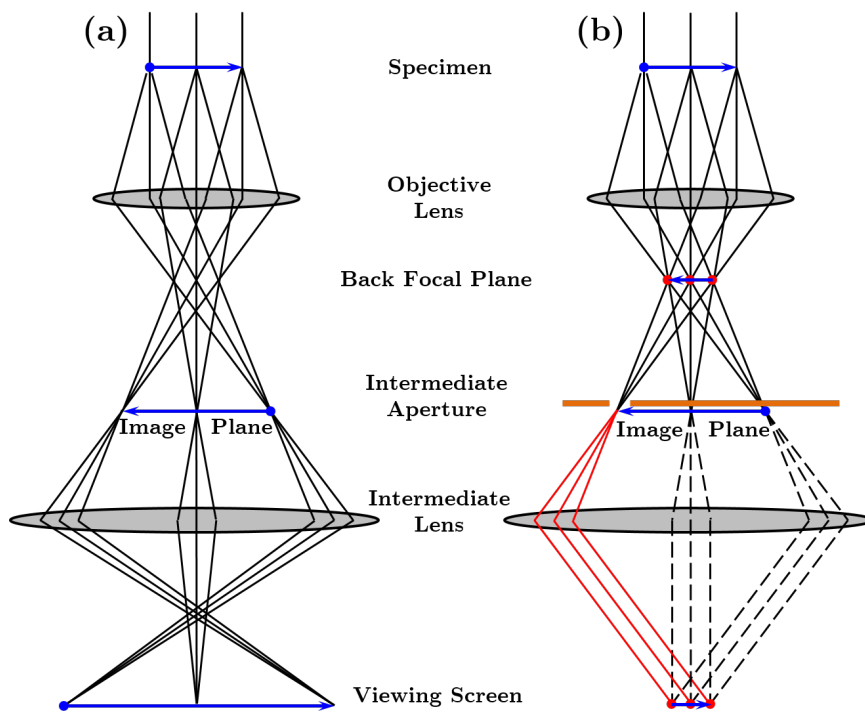 (a)
(b)
Specimen
Objective
Lens
Back Focal Plane
Intermediate
Aperture
Image Plane
Image Plane
Intermediate
Lens
Viewing Screen